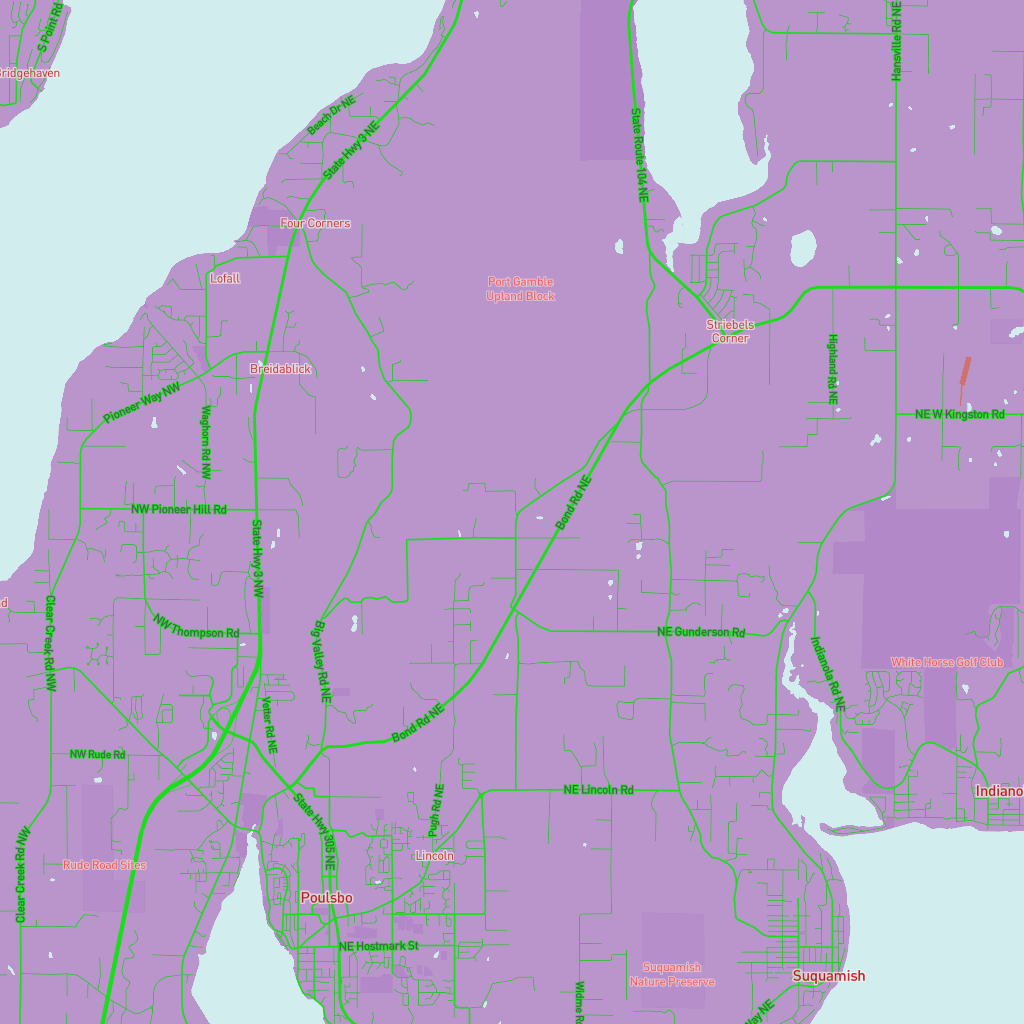 S Point Rd
Hansville Rd NE
Bridgehaven
Beach Dr NE
State Hwy 3 NE
State Route 104 NE
Four Corners
Lofall
Port Gamble
Upland Block
Striebels
Corner
Highland Rd NE
Breidablick
Pioneer Way NW
Waghorn Rd NW
NE W Kingston Rd
NW Pioneer Hill Rd
Bond Rd NE
State Hwy 3 NW
Clear Creek Rd NW
NW Thompson Rd
Big Valley Rd NE
NE Gunderson Rd
Indianola Rd NE
White Horse Golf Club
Vetter Rd NE
Bond Rd NE
NW Rude Rd
NE Lincoln Rd
Indiano
State Hwy 305 NE
Pugh Rd NE
Clear Creek Rd NW
Rude Road Sites
Lincoln
Poulsbo
NE Hostmark St
Suquamish
Nature Preserve
Suquamish
Widme Rd
Way NE